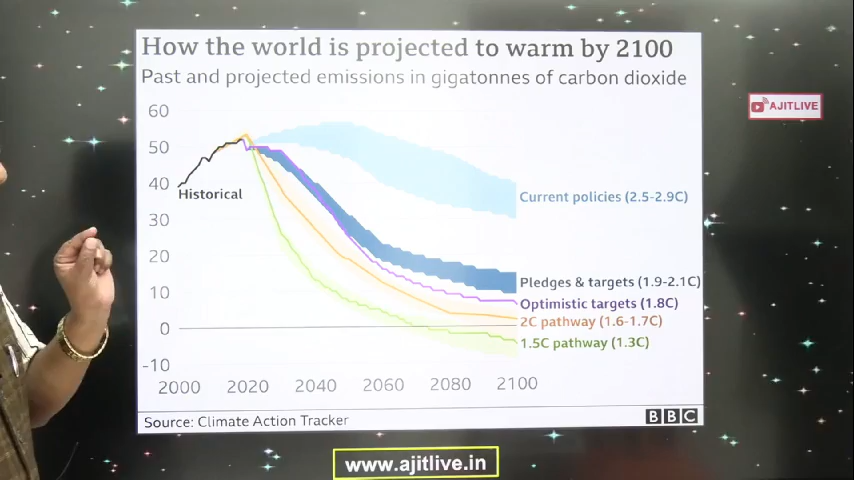 How the world is projected to warm by 2100
Past and projected emissions in gigatonnes of carbon dioxide
60
50
40
30
20
10
0
-10
Historical
Current policies (2.5-2.9C)
Pledges & targets (1.9-2.1C)
Optimistic targets (1.8C)
2C pathway (1.6-1.7C)
1.5C pathway (1.3C)
2000 2020 2040 2060 2080 2100
Source: Climate Action Tracker
BBC
AJITLIVE
www.ajitlive.in